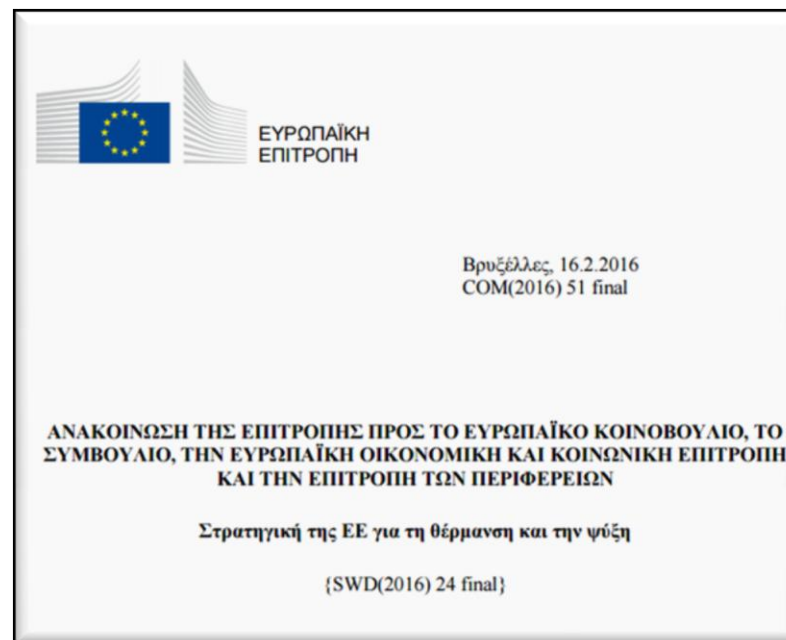 ΕΥΡΩΠΑΪΚΗ
ΕΠΙΤΡΟΠΗ
Βρυξέλλες, 16.2.2016
COM(2016) 51 final
ΑΝΑΚΟΙΝΩΣΗ ΤΗΣ ΕΠΙΤΡΟΠΗΣ ΠΡΟΣ ΤΟ ΕΥΡΩΠΑΪΚΟ ΚΟΙΝΟΒΟΥΛΙΟ, ΤΟ
ΣΥΜΒΟΥΛΙΟ, ΤΗΝ ΕΥΡΩΠΑΪΚΗ ΟΙΚΟΝΟΜΙΚΗ ΚΑΙ ΚΟΙΝΩΝΙΚΗ ΕΠΙΤΡΟΠΗ
ΚΑΙ ΤΗΝ ΕΠΙΤΡΟΠΗ ΤΩΝ ΠΕΡΙΦΕΡΕΙΩΝ
Στρατηγική της ΕΕ για τη θέρμανση και την ψύξη
{SWD(2016) 24 final}